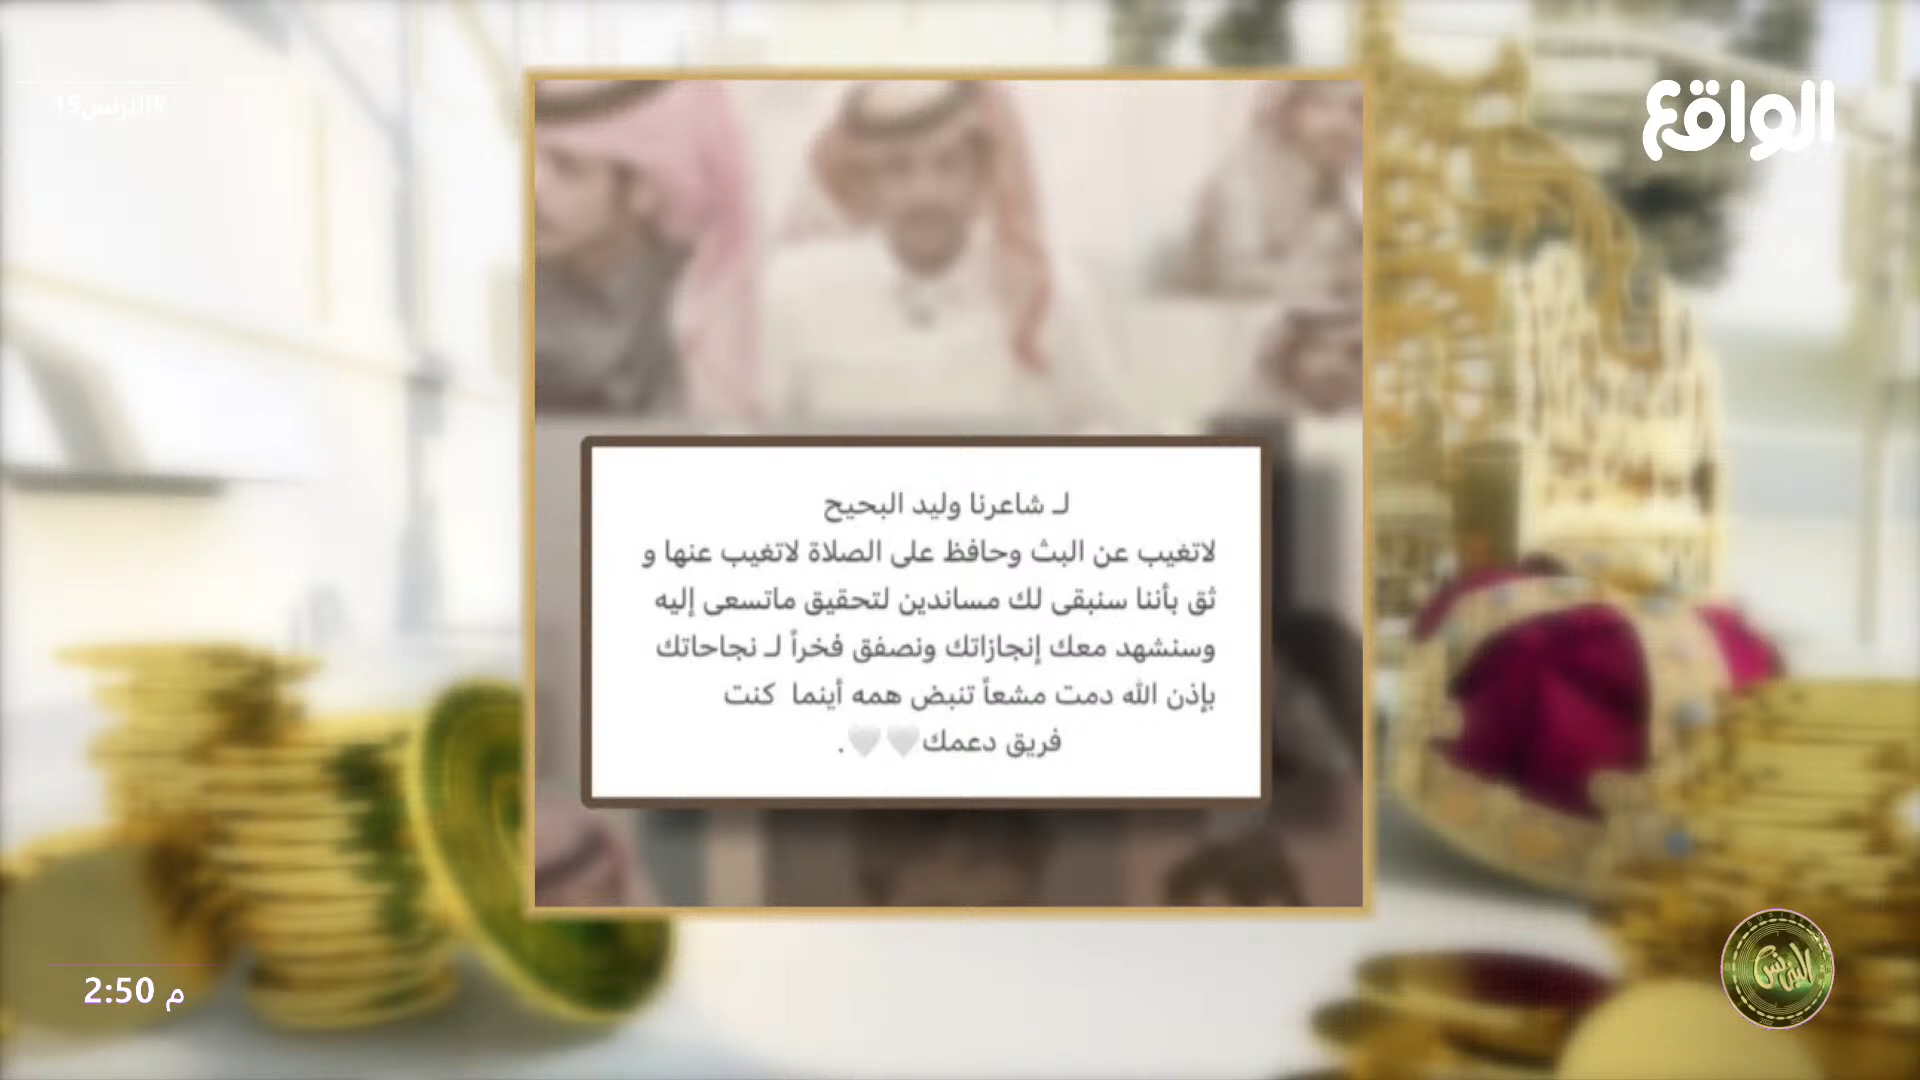 الواقع
لـ شاعرنا وليد البحيح
لاتغيب عن البث وحافظ على الصلاة لاتغيب عنها و
ثق بأننا سنبقى لك مساندين لتحقيق ماتسعى إليه
وسنشهد معك إنجازاتك ونصفق فخراً لـ نجاحاتك
بإذن الله دمت مشعاً تنبض همه أينما كنت
فريق دعمك🤍🤍.
2:50 م